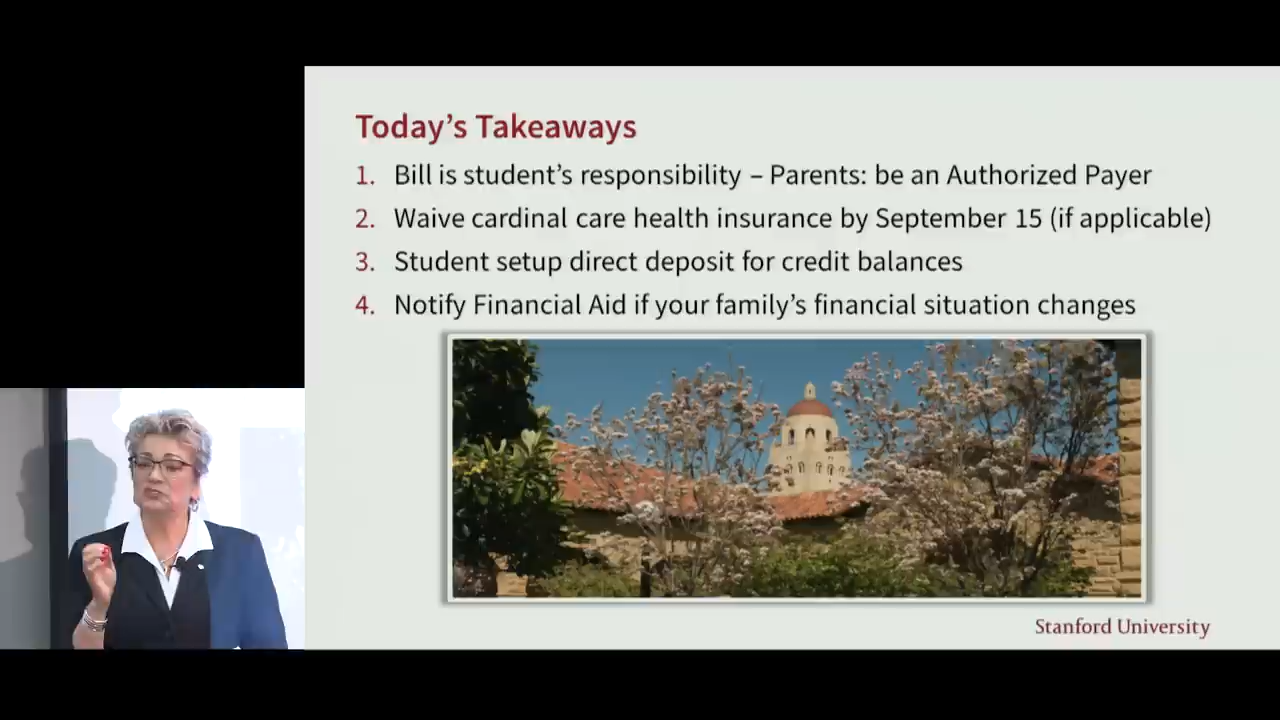 Today’s Takeaways
1. Bill is student’s responsibility – Parents: be an Authorized Payer
2. Waive cardinal care health insurance by September 15 (if applicable)
3. Student setup direct deposit for credit balances
4. Notify Financial Aid if your family’s financial situation changes
Stanford University